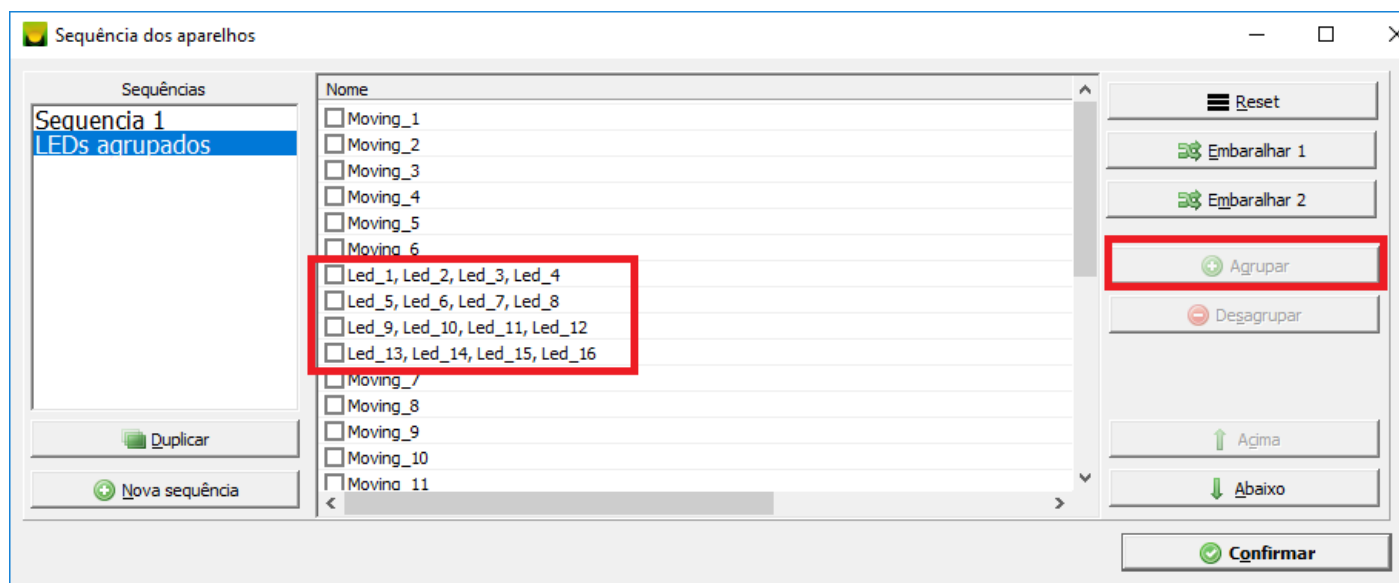 Sequência dos aparelhos
Sequências
Sequencia 1
LEDs agrupados
Duplicar
Nova sequência
Nome
Moving_1
Moving_2
Moving_3
Moving_4
Moving_5
Moving_6
Led_1, Led_2, Led_3, Led_4
Led_5, Led_6, Led_7, Led_8
Led_9, Led_10, Led_11, Led_12
Led_13, Led_14, Led_15, Led_16
Moving_7
Moving_8
Moving_9
Moving_10
Moving_11
Reset
Embaralhar 1
Embaralhar 2
Agrupar
Desagrupar
Acima
Abaixo
Confirmar